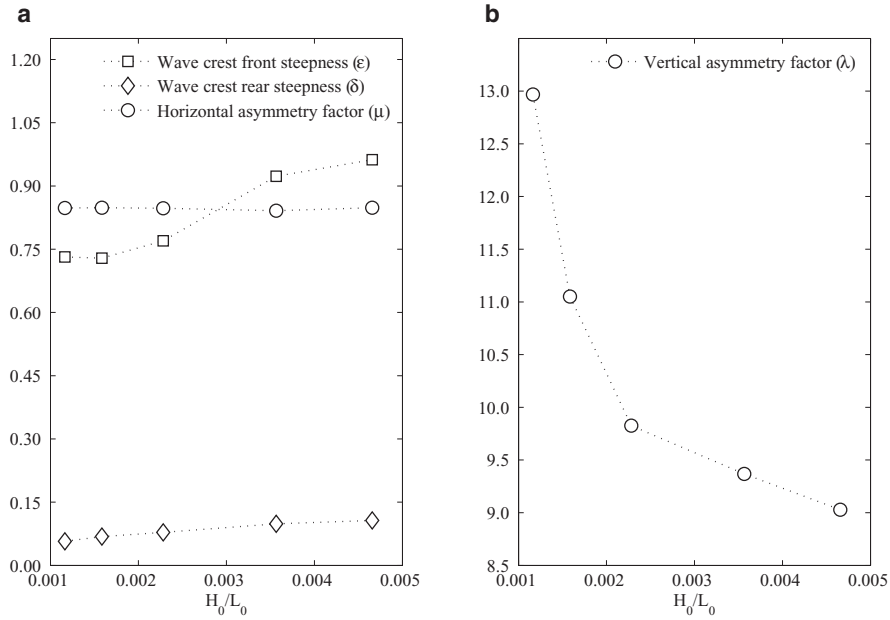 a
1.20
1.05
0.90
0.75
0.60
0.45
0.30
0.15
0.00
Wave crest front steepness (ε)
Wave crest rear steepness (δ)
Horizontal asymmetry factor (μ)
0.001 0.002 0.003 0.004 0.005
H0/L0
b
13.0
12.5
12.0
11.5
11.0
10.5
10.0
9.5
9.0
8.5
Vertical asymmetry factor (λ)
0.001 0.002 0.003 0.004 0.005
H0/L0